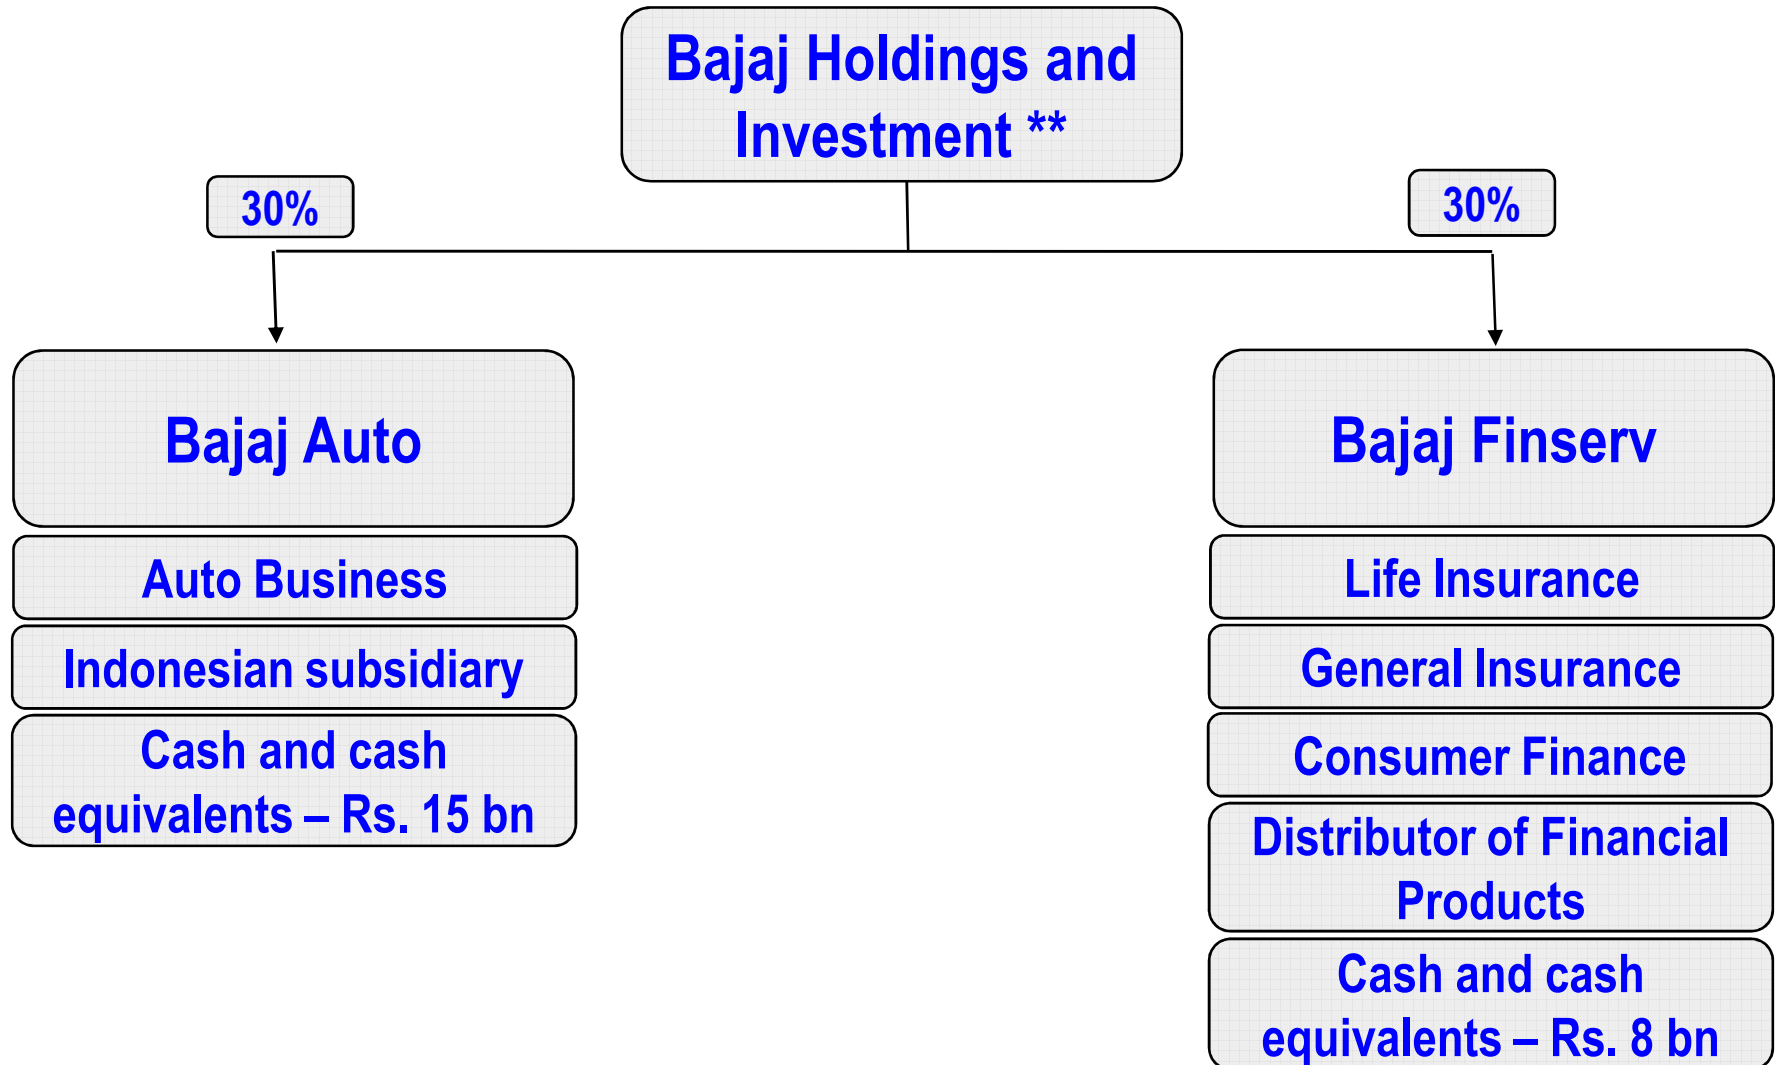 Bajaj Holdings and
Investment **
30%
30%
Bajaj Auto
Auto Business
Indonesian subsidiary
Cash and cash
equivalents – Rs. 15 bn
Bajaj Finserv
Life Insurance
General Insurance
Consumer Finance
Distributor of Financial
Products
Cash and cash
equivalents – Rs. 8 bn